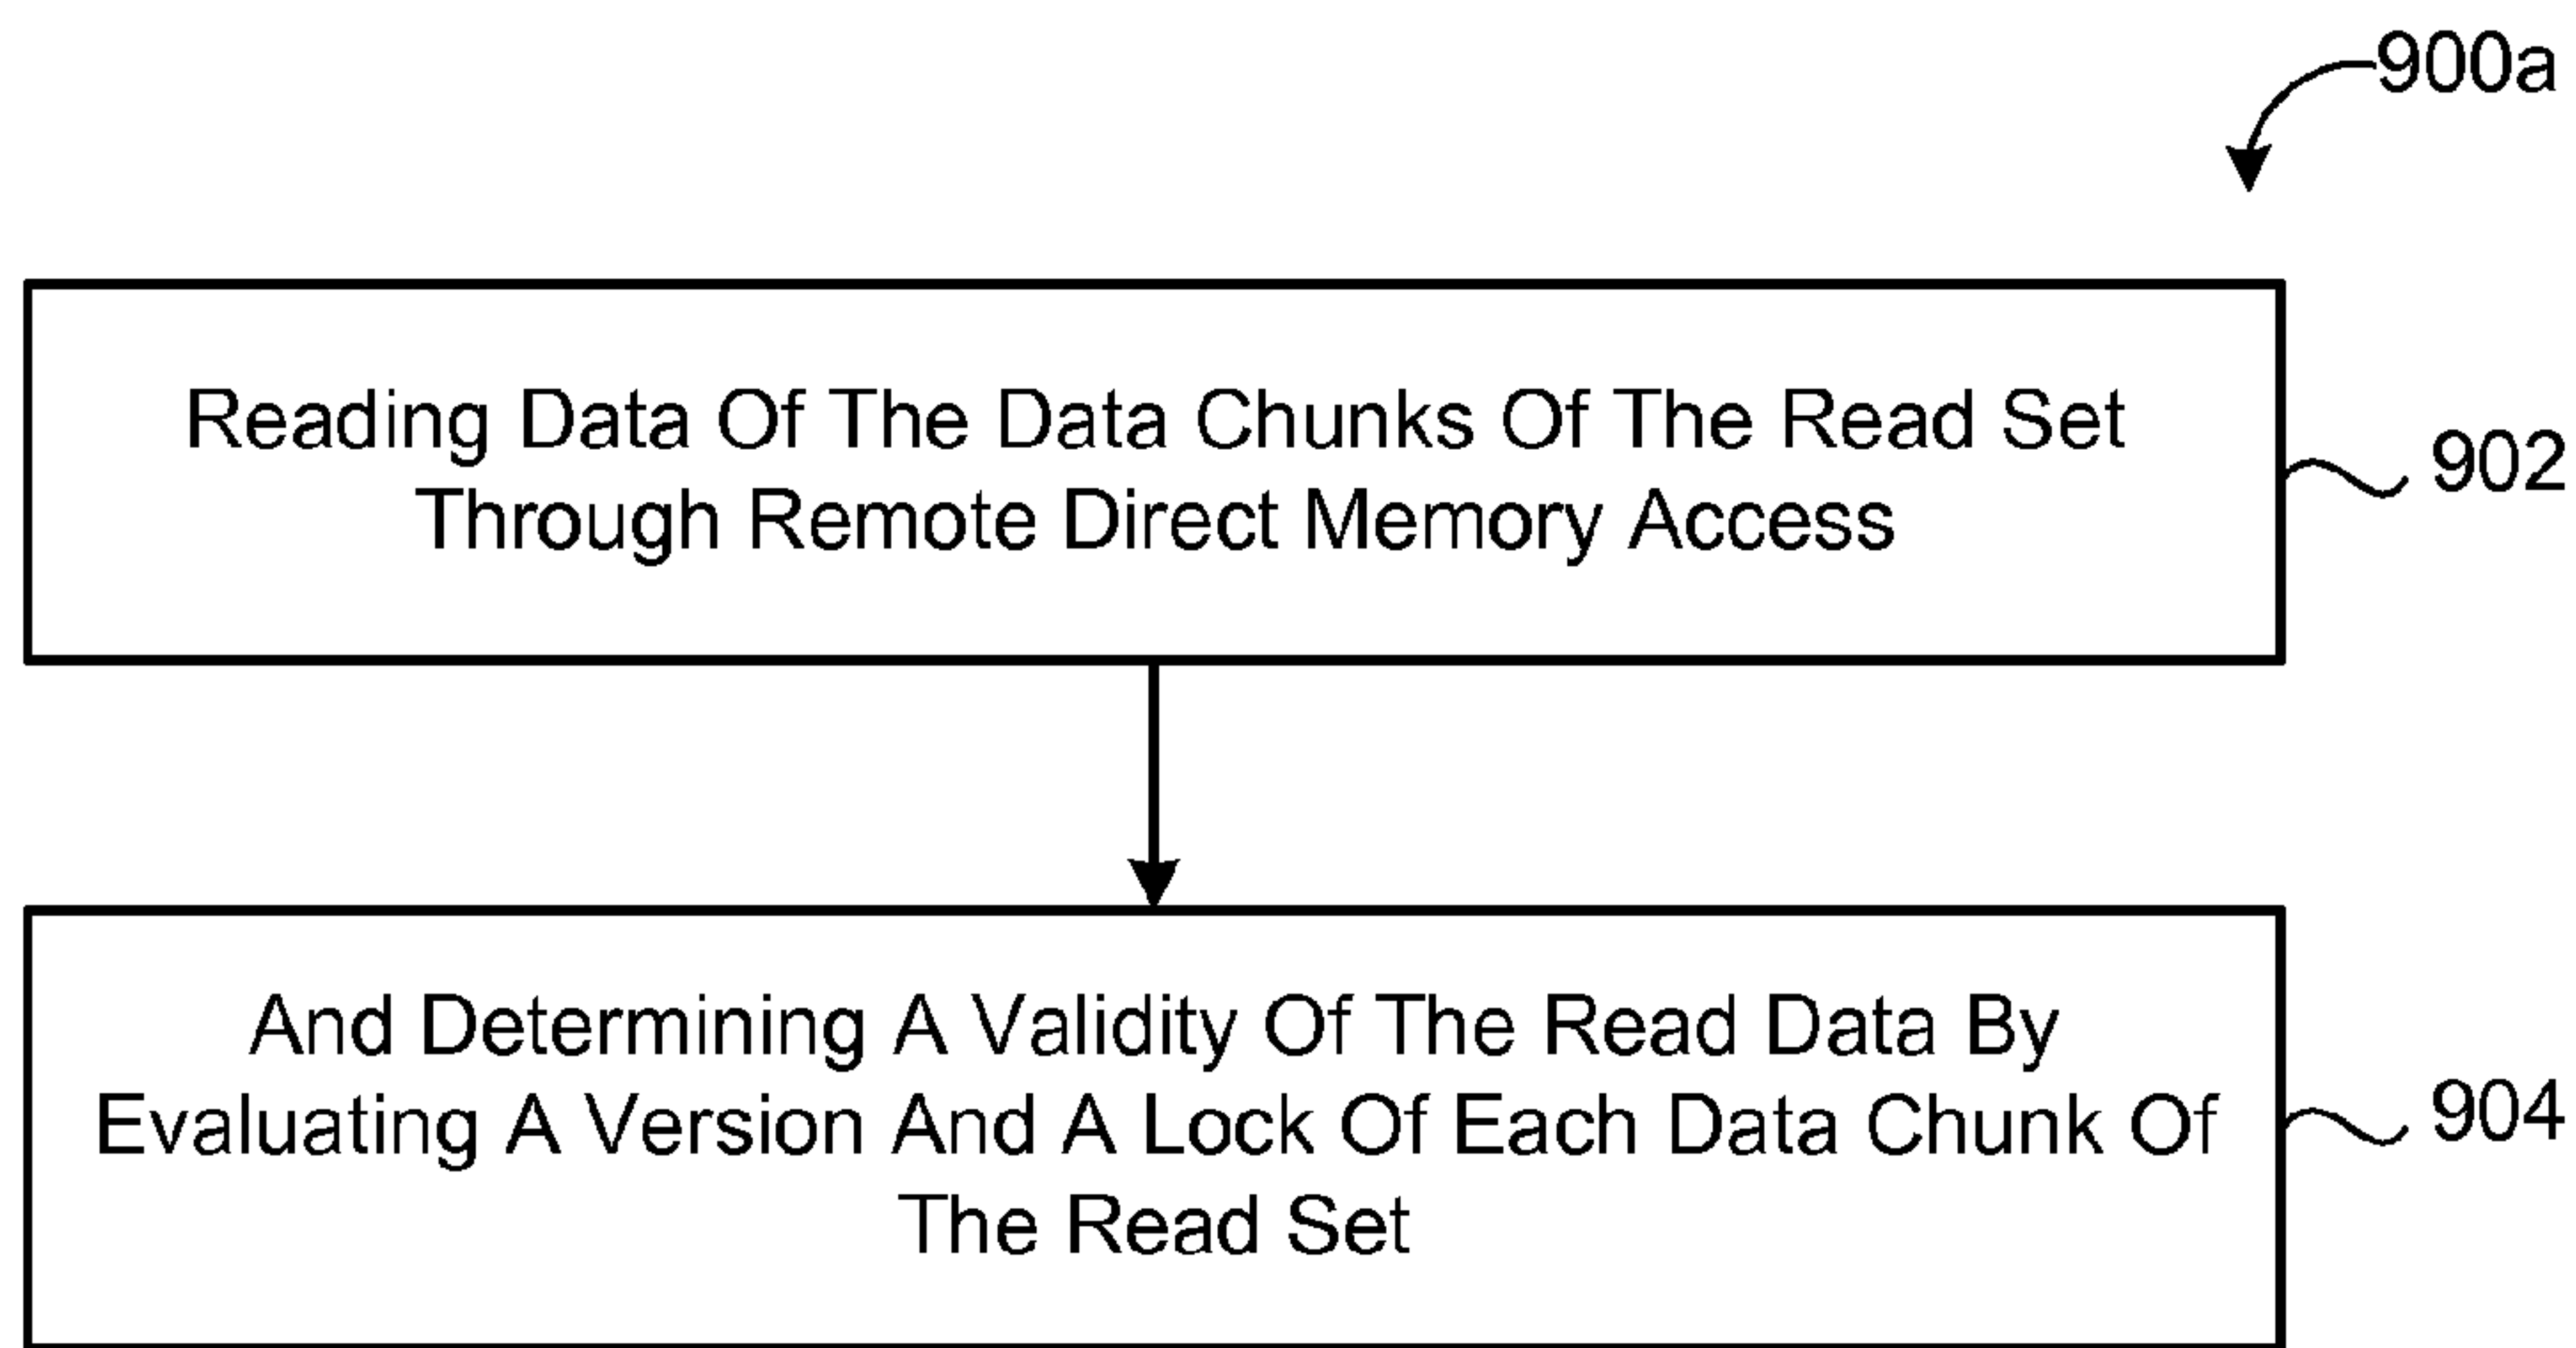 900a
Reading Data Of The Data Chunks Of The Read Set
Through Remote Direct Memory Access
902
And Determining A Validity Of The Read Data By
Evaluating A Version And A Lock Of Each Data Chunk Of
The Read Set
904